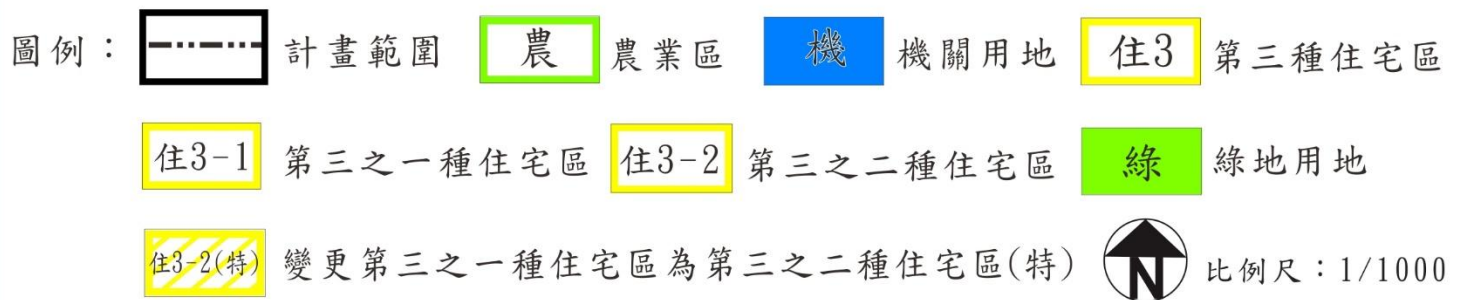 圖例： 計畫範圍 農 農業區 機 機關用地 住3 第三種住宅區
住3-1 第三之一種住宅區 住3-2 第三之二種住宅區 綠 綠地用地
住3-2(特) 變更第三之一種住宅區為第三之二種住宅區(特) N 比例尺：1/1000